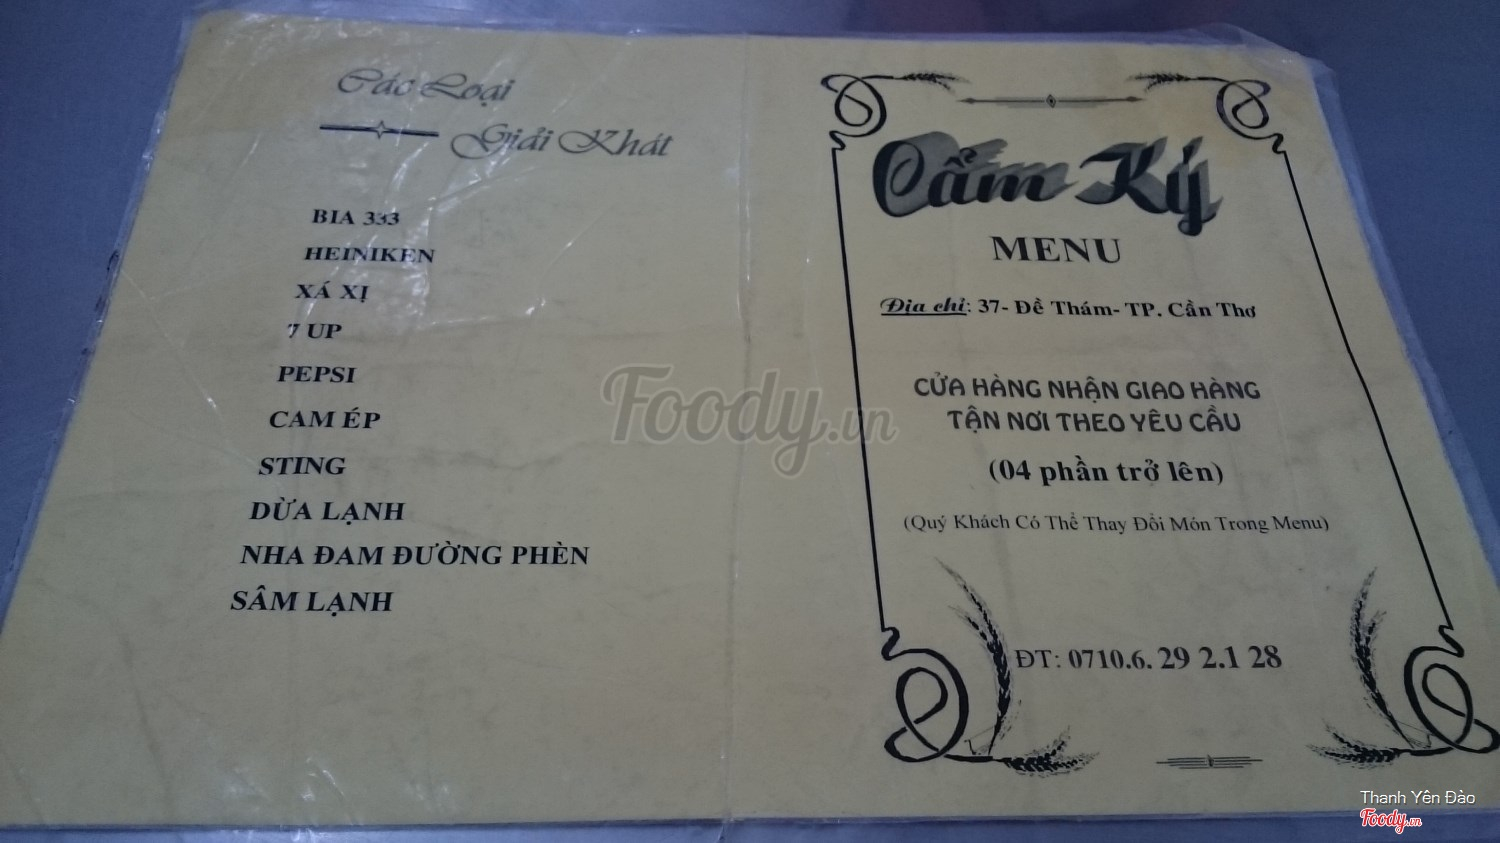 Các Loại
Giải Khát
BIA 333
HEINIKEN
XÁ XỊ
7 UP
PEPSI
CAM ÉP
STING
DỪA LẠNH
NHA ĐAM ĐƯỜNG PHÈN
SÂM LẠNH
Cẩm Ký
MENU
Địa chỉ: 37- Đề Thám- TP. Cần Thơ
CỬA HÀNG NHẬN GIAO HÀNG
TẬN NƠI THEO YÊU CẦU
(04 phần trở lên)
(Quý Khách Có Thể Thay Đổi Món Trong Menu)
ĐT: 0710.6. 29 2.1 28
Foody.vn
Thanh Yên Đào
Foody.vn